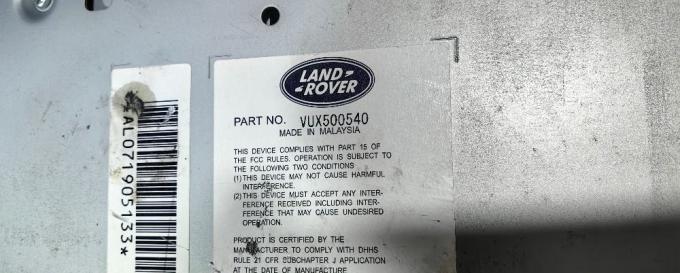 LAND-
-ROVER
PART NO. VUX500540
MADE IN MALAYSIA
THIS DEVICE COMPLIES WITH PART 15 OF
THE FCC RULES. OPERATION IS SUBJECT TO
THE FOLLOWING TWO CONDITIONS
(1) THIS DEVICE MAY NOT CAUSE HARMFUL
INTERFERENCE.
(2) THIS DEVICE MUST ACCEPT ANY INTER-
FERENCE RECEIVED INCLUDING INTER-
FERENCE THAT MAY CAUSE UNDESIRED
OPERATION.
PRODUCT IS CERTIFIED BY THE
MANUFACTURER TO COMPLY WITH DHHS
RULE 21 CFR SUBCHAPTER J APPLICATION
AT THE DATE OF MANUFACTURE
*AL071905133*